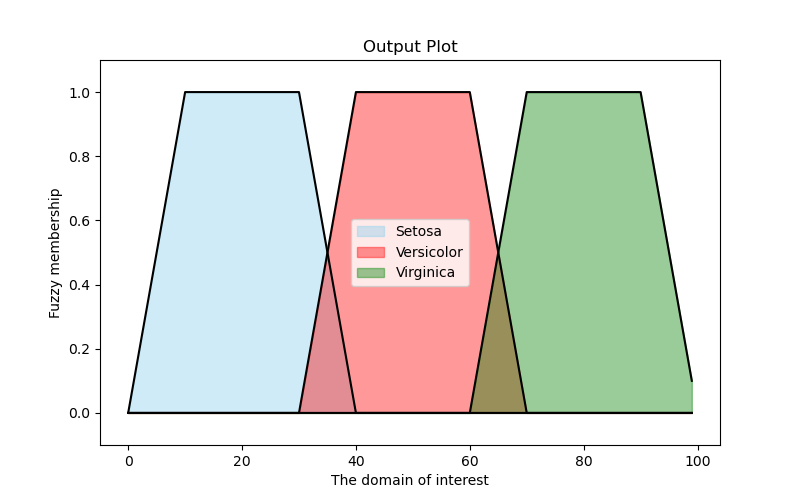 Output Plot
Fuzzy membership
1.0
0.8
0.6
0.4
0.2
0.0
Setosa
Versicolor
Virginica
0 20 40 60 80 100
The domain of interest